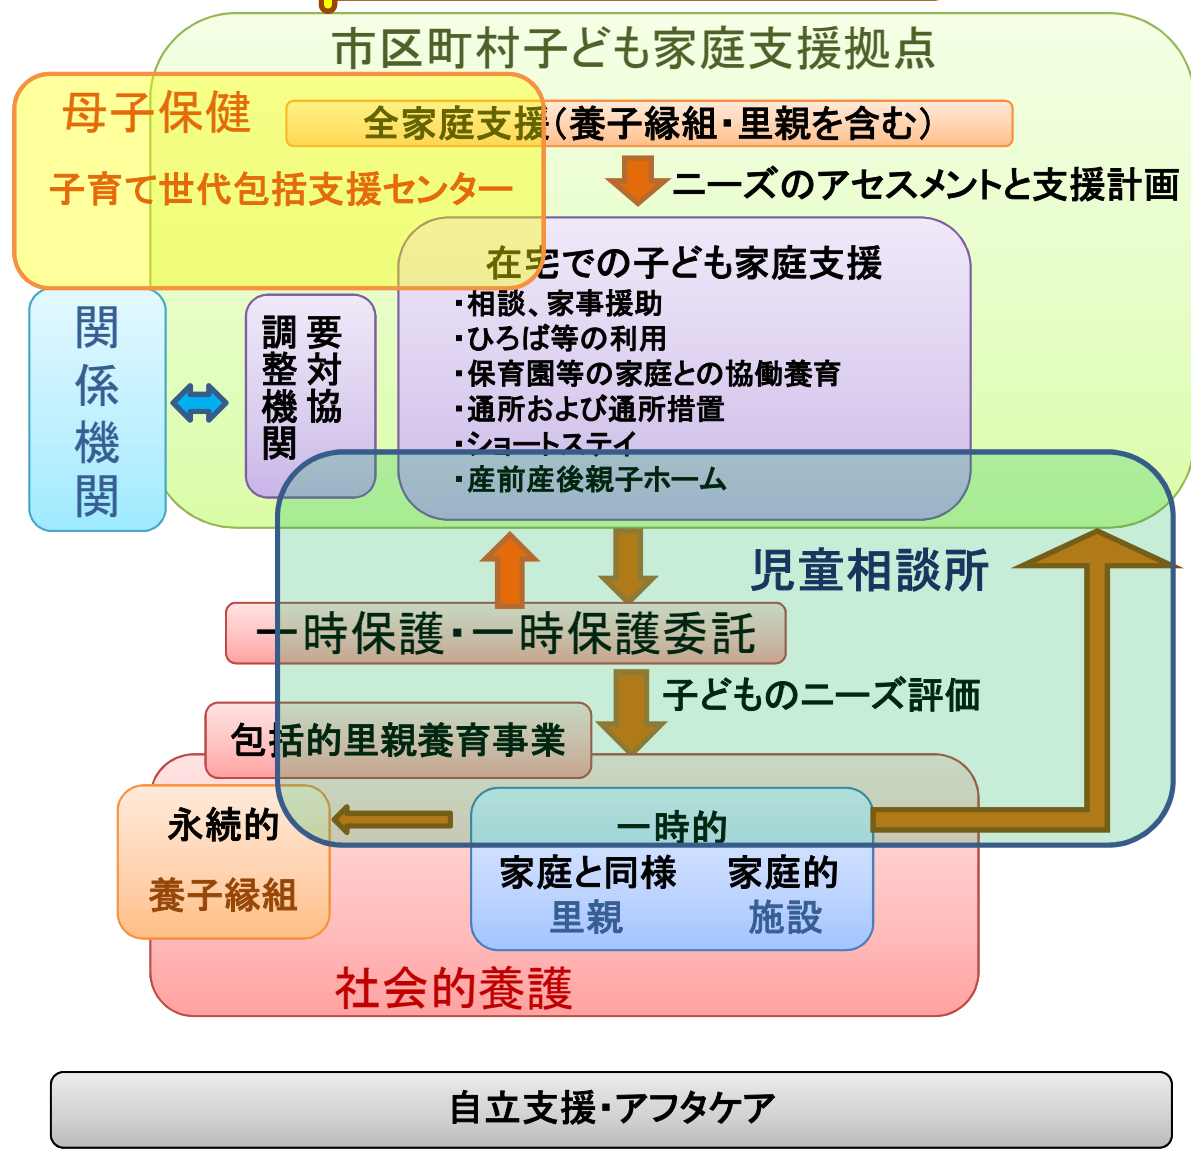 市区町村子ども家庭支援拠点
母子保健
全家庭支援(養子縁組・里親を含む)
子育て世代包括支援センター
ニーズのアセスメントと支援計画
在宅での子ども家庭支援
・相談、家事援助
・ひろば等の利用
・保育園等の家庭との協働養育
・通所および通所措置
・ショートステイ
・産前産後親子ホーム
関係機関
要対協
調整機関
児童相談所
一時保護・一時保護委託
子どものニーズ評価
包括的里親養育事業
永続的
養子縁組
一時的
家庭と同様 家庭的
里親 施設
社会的養護
自立支援・アフタケア